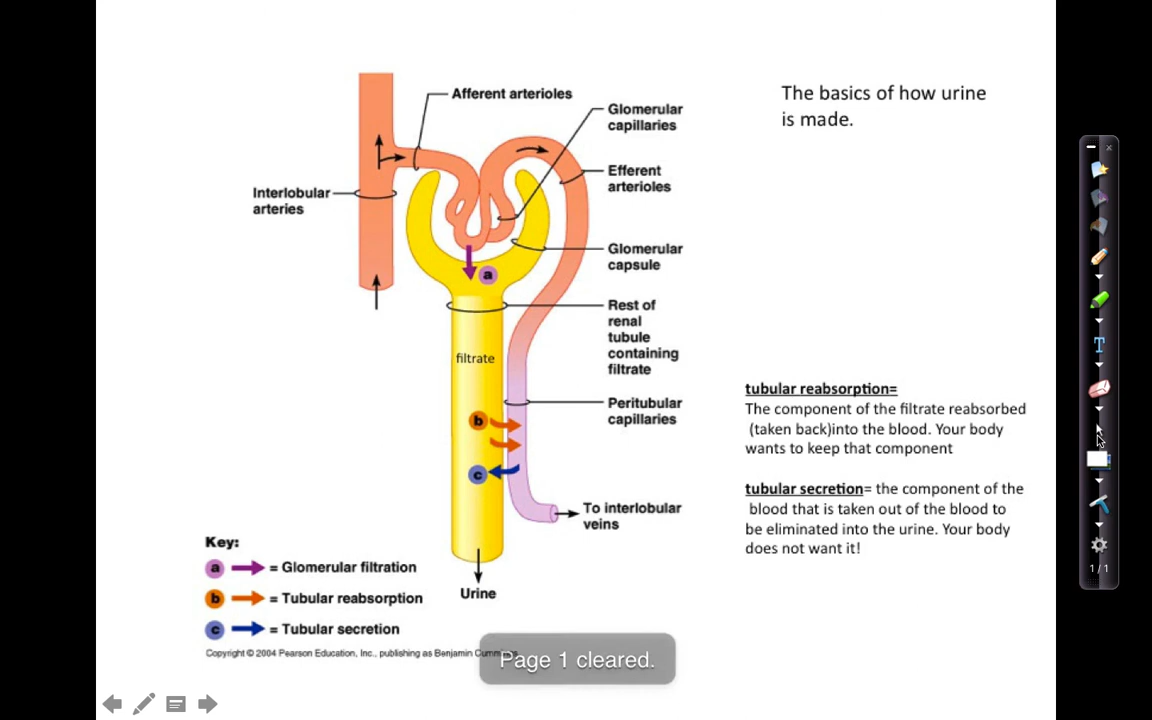 The basics of how urine
is made.
Afferent arterioles
Glomerular
capillaries
Efferent
arterioles
Interlobular
arteries
Glomerular
capsule
a
Rest of
renal
tubule
containing
filtrate
filtrate
Peritubular
capillaries
b
c
To interlobular
veins
Urine
tubular reabsorption=
The component of the filtrate reabsorbed
(taken back)into the blood. Your body
wants to keep that component
tubular secretion= the component of the
blood that is taken out of the blood to
be eliminated into the urine. Your body
does not want it!
Key:
a = Glomerular filtration
b = Tubular reabsorption
c = Tubular secretion
Copyright © 2004 Pearson Education, Inc., publishing as Benjamin
Page 1 cleared.
T
1/1